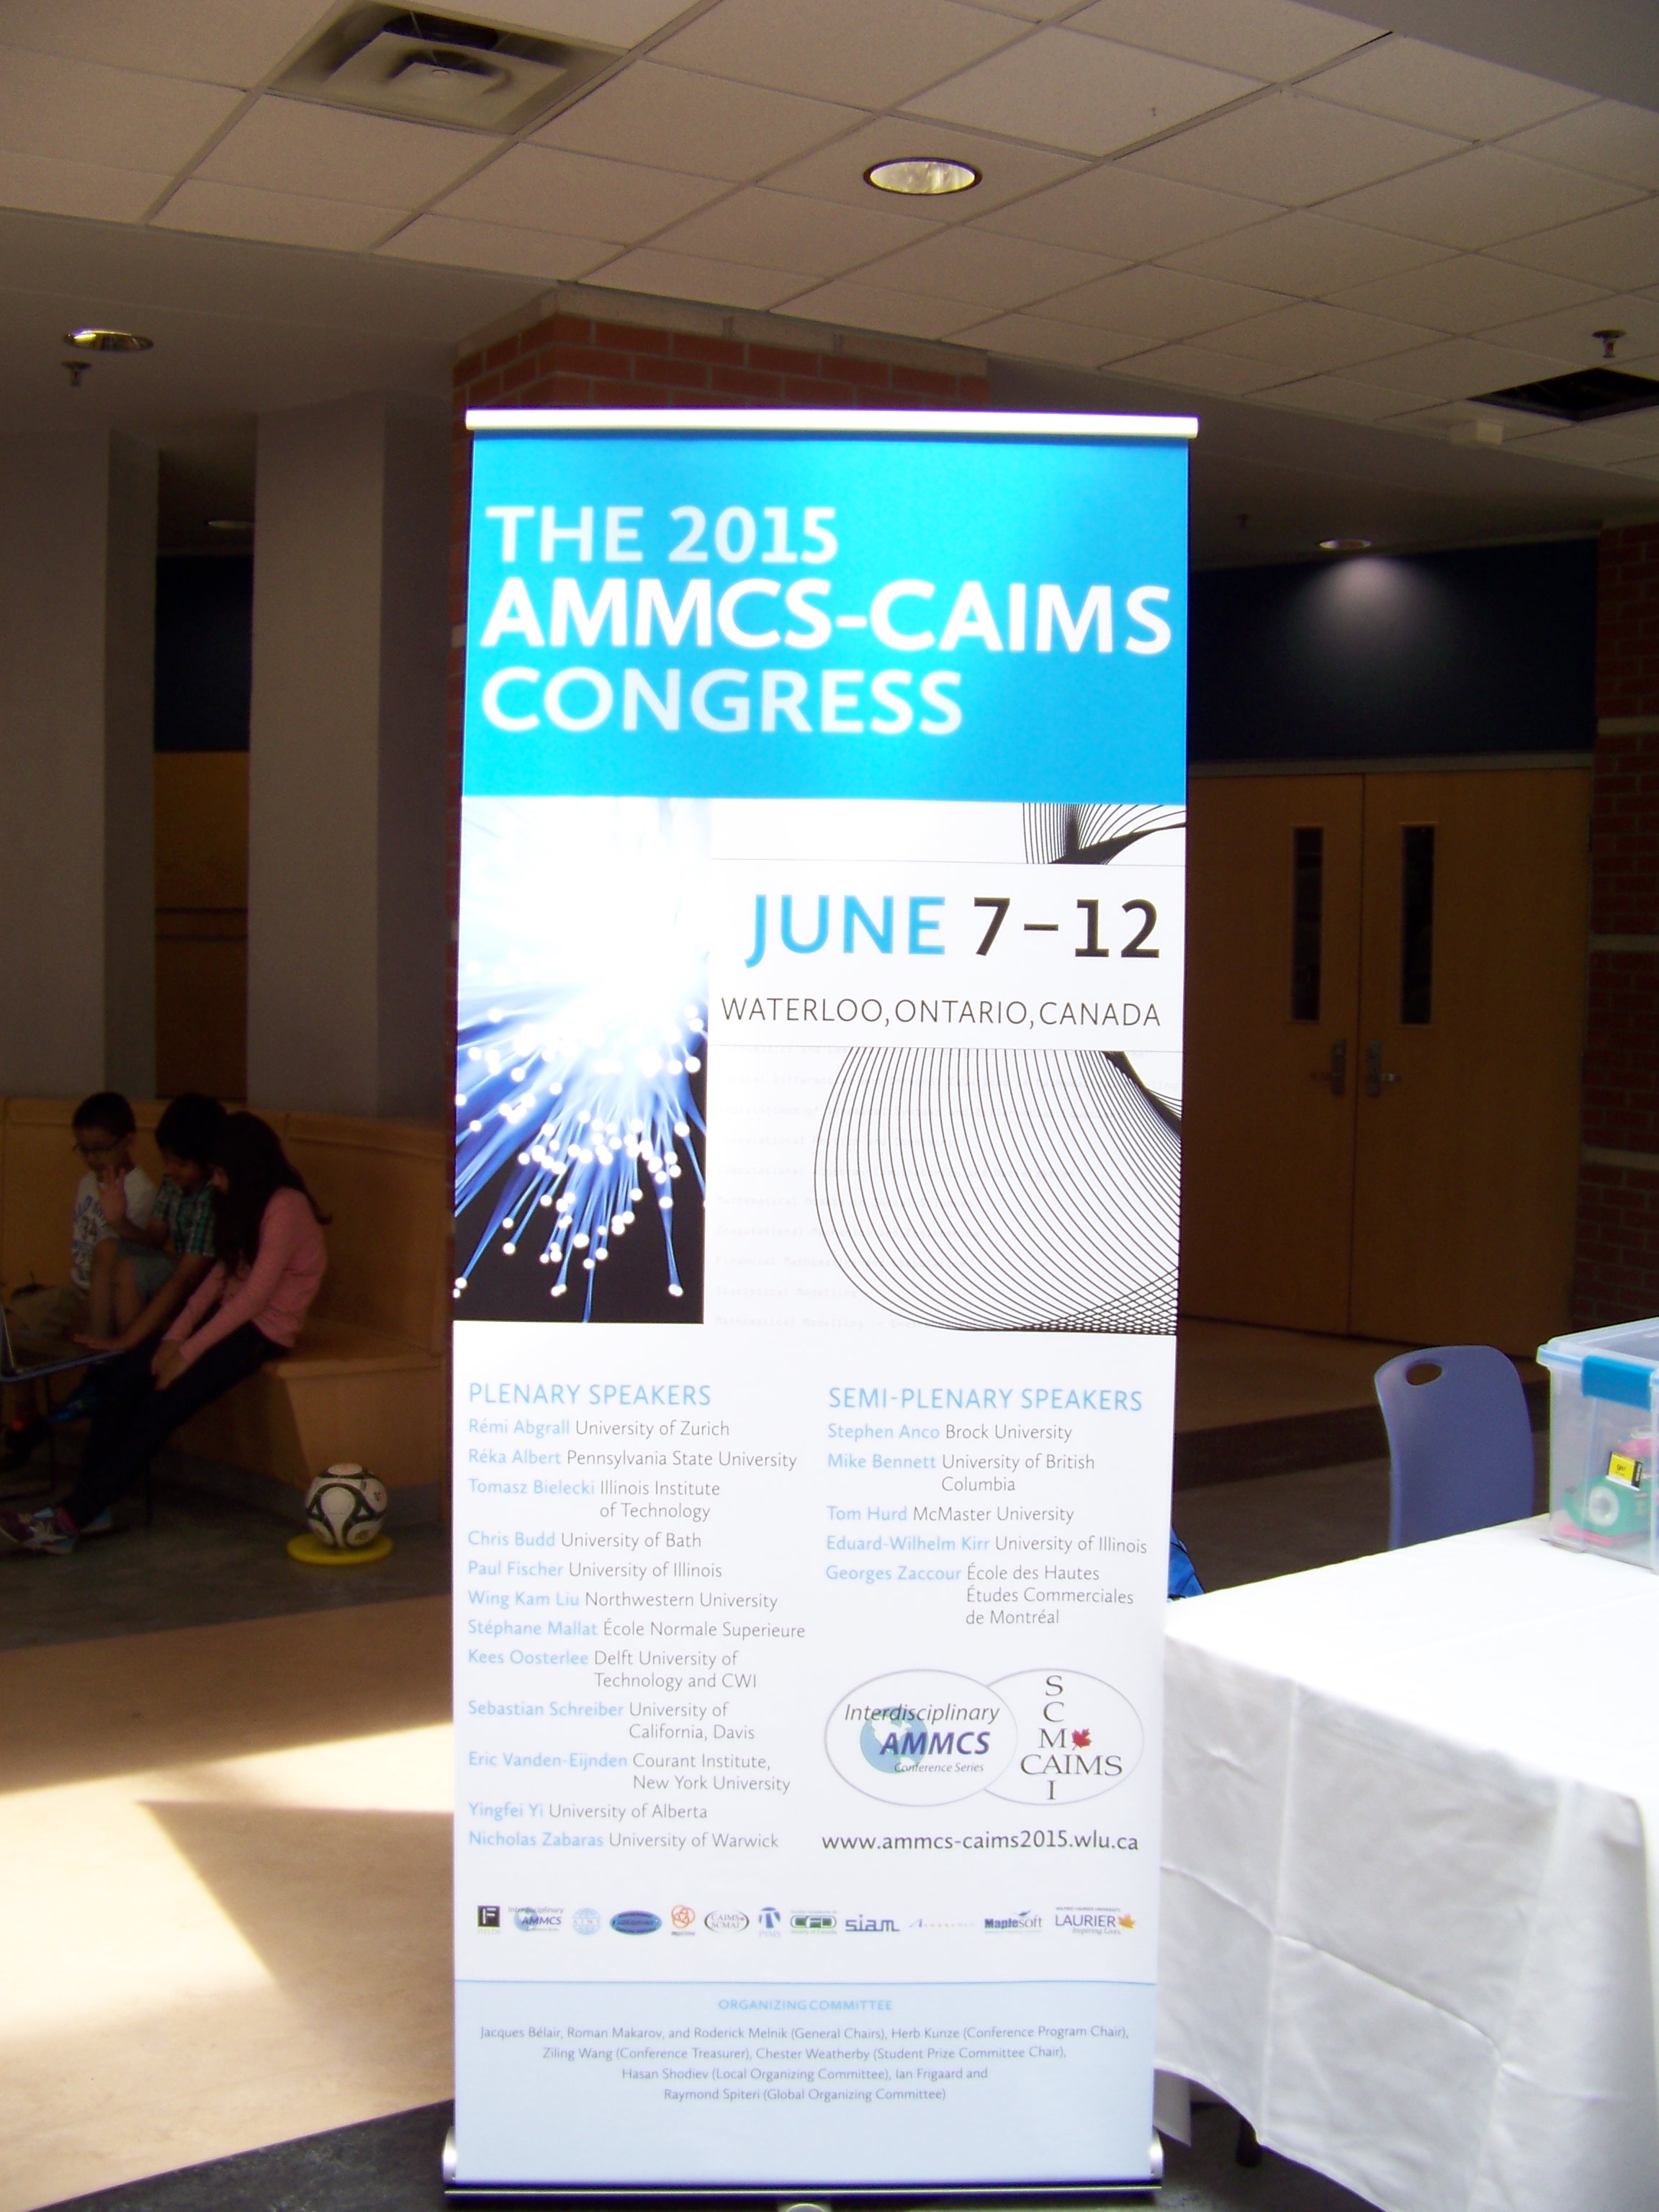 THE 2015
AMMCS-CAIMS
CONGRESS
JUNE 7–12
WATERLOO, ONTARIO, CANADA
PLENARY SPEAKERS
Rémi Abgrall University of Zurich
Réka Albert Pennsylvania State University
Tomasz Bielecki Illinois Institute
of Technology
Chris Budd University of Bath
Paul Fischer University of Illinois
Wing Kam Liu Northwestern University
Stéphane Mallat École Normale Superieure
Kees Oosterlee Delft University of
Technology and CWI
Sebastian Schreiber University of
California, Davis
Eric Vanden-Eijnden Courant Institute,
New York University
Yingfei Yi University of Alberta
Nicholas Zabaras University of Warwick
SEMI-PLENARY SPEAKERS
Stephen Anco Brock University
Mike Bennett University of British
Columbia
Tom Hurd McMaster University
Eduard-Wilhelm Kirr University of Illinois
Georges Zaccour École des Hautes
Études Commerciales
de Montréal
Interdisciplinary
AMMCS
Conference Series
S
C
M
CAIMS
I
www.ammcs-caims2015.wlu.ca
F
Interdisciplinary
AMMCS
CAIMS
SCMAI
CFD
siam
Maplesoft
LAURIER
Inspiring Lives.
ORGANIZING COMMITTEE
Jacques Bélair, Roman Makarov, and Roderick Melnik (General Chairs), Herb Kunze (Conference Program Chair),
Ziling Wang (Conference Treasurer), Chester Weatherby (Student Prize Committee Chair),
Hasan Shodiev (Local Organizing Committee), Ian Frigaard and
Raymond Spiteri (Global Organizing Committee)